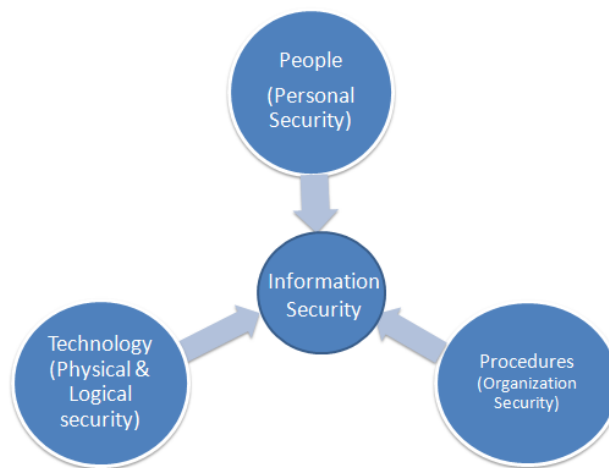 People
(Personal
Security)
Information
Security
Technology
(Physical &
Logical
security)
Procedures
(Organization
Security)